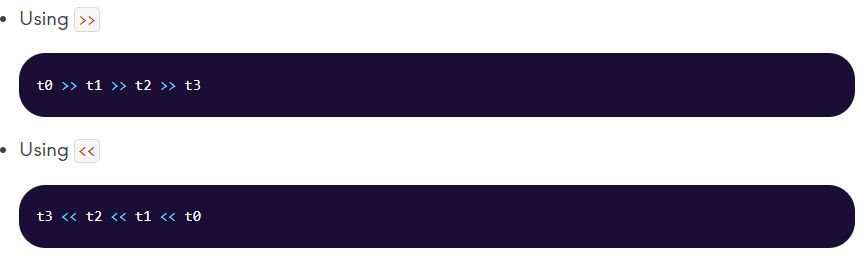 Using >>
t0 >> t1 >> t2 >> t3
Using <<
t3 << t2 << t1 << t0